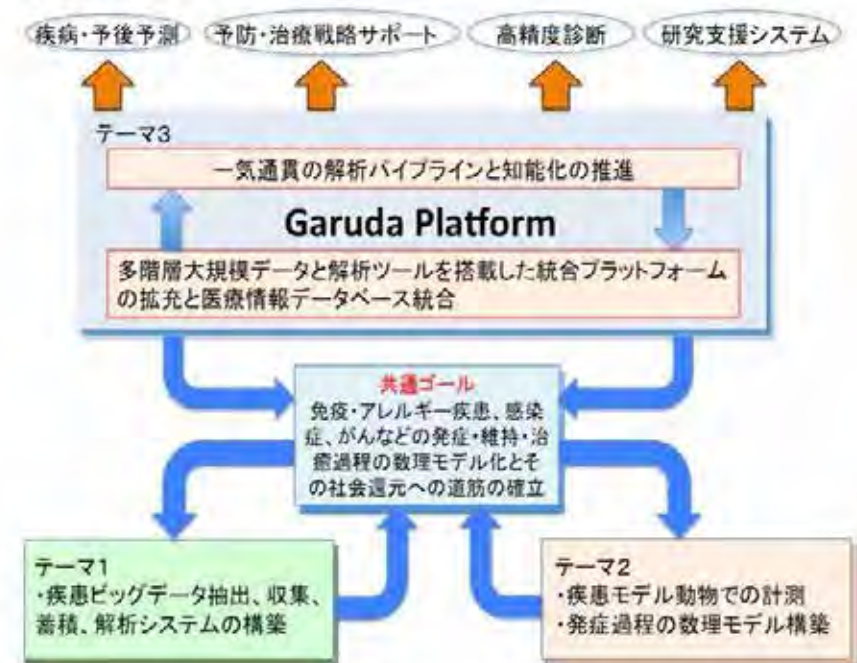 疾病・予後予測
予防・治療戦略サポート
高精度診断
研究支援システム
テーマ3
一気通貫の解析パイプラインと知能化の推進
Garuda Platform
多階層大規模データと解析ツールを搭載した統合プラットフォーム
の拡充と医療情報データベース統合
共通ゴール
免疫・アレルギー疾患、感染
症、がんなどの発症・維持・治
癒過程の数理モデル化とそ
の社会還元への道筋の確立
テーマ1
・疾患ビッグデータ抽出、収集、
蓄積、解析システムの構築
テーマ2
・疾患モデル動物での計測
・発症過程の数理モデル構築